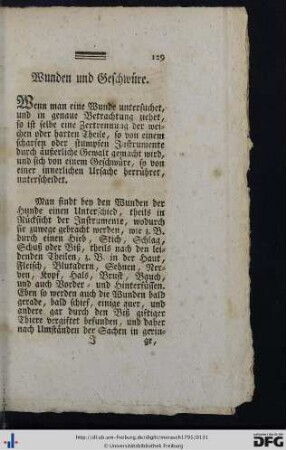 129
Wunden und Geschwüre.
Wenn man eine Wunde untersuchet,
und in genaue Betrachtung ziehet,
so ist selbe eine Zertrennung der wei-
chen oder harten Theile, so von einem
scharfen oder stumpfen Instrumente
durch äußerliche Gewalt gemacht wird,
und sich von einem Geschwüre, so von
einer innerlichen Ursache herrühret,
unterscheidet.
Man findt bey den Wunden der
Hunde einen Unterschied, theils in
Rücksicht der Instrumente, wodurch
sie zuwege gebracht werden, wie z. B.
durch einen Hieb, Stich, Schlag,
Schuß oder Biß, theils nach den lei-
denden Theilen, z. B. in der Haut,
Fleisch, Blutadern, Sehnen, Ner-
ven, Kopf, Hals, Brust, Bauch,
und auch Vorder- und Hinterfüssen.
Eben so werden auch die Wunden bald
gerade, bald schief, einige quer, und
andere gar durch den Biß giftiger
Thiere vergiftet befunden, und daher
nach Umständen der Sachen in gerin-
J ge,
http://dl.ub.uni-freiburg.de/diglit/menasch1793/0131
© Universitätsbibliothek Freiburg
DFG